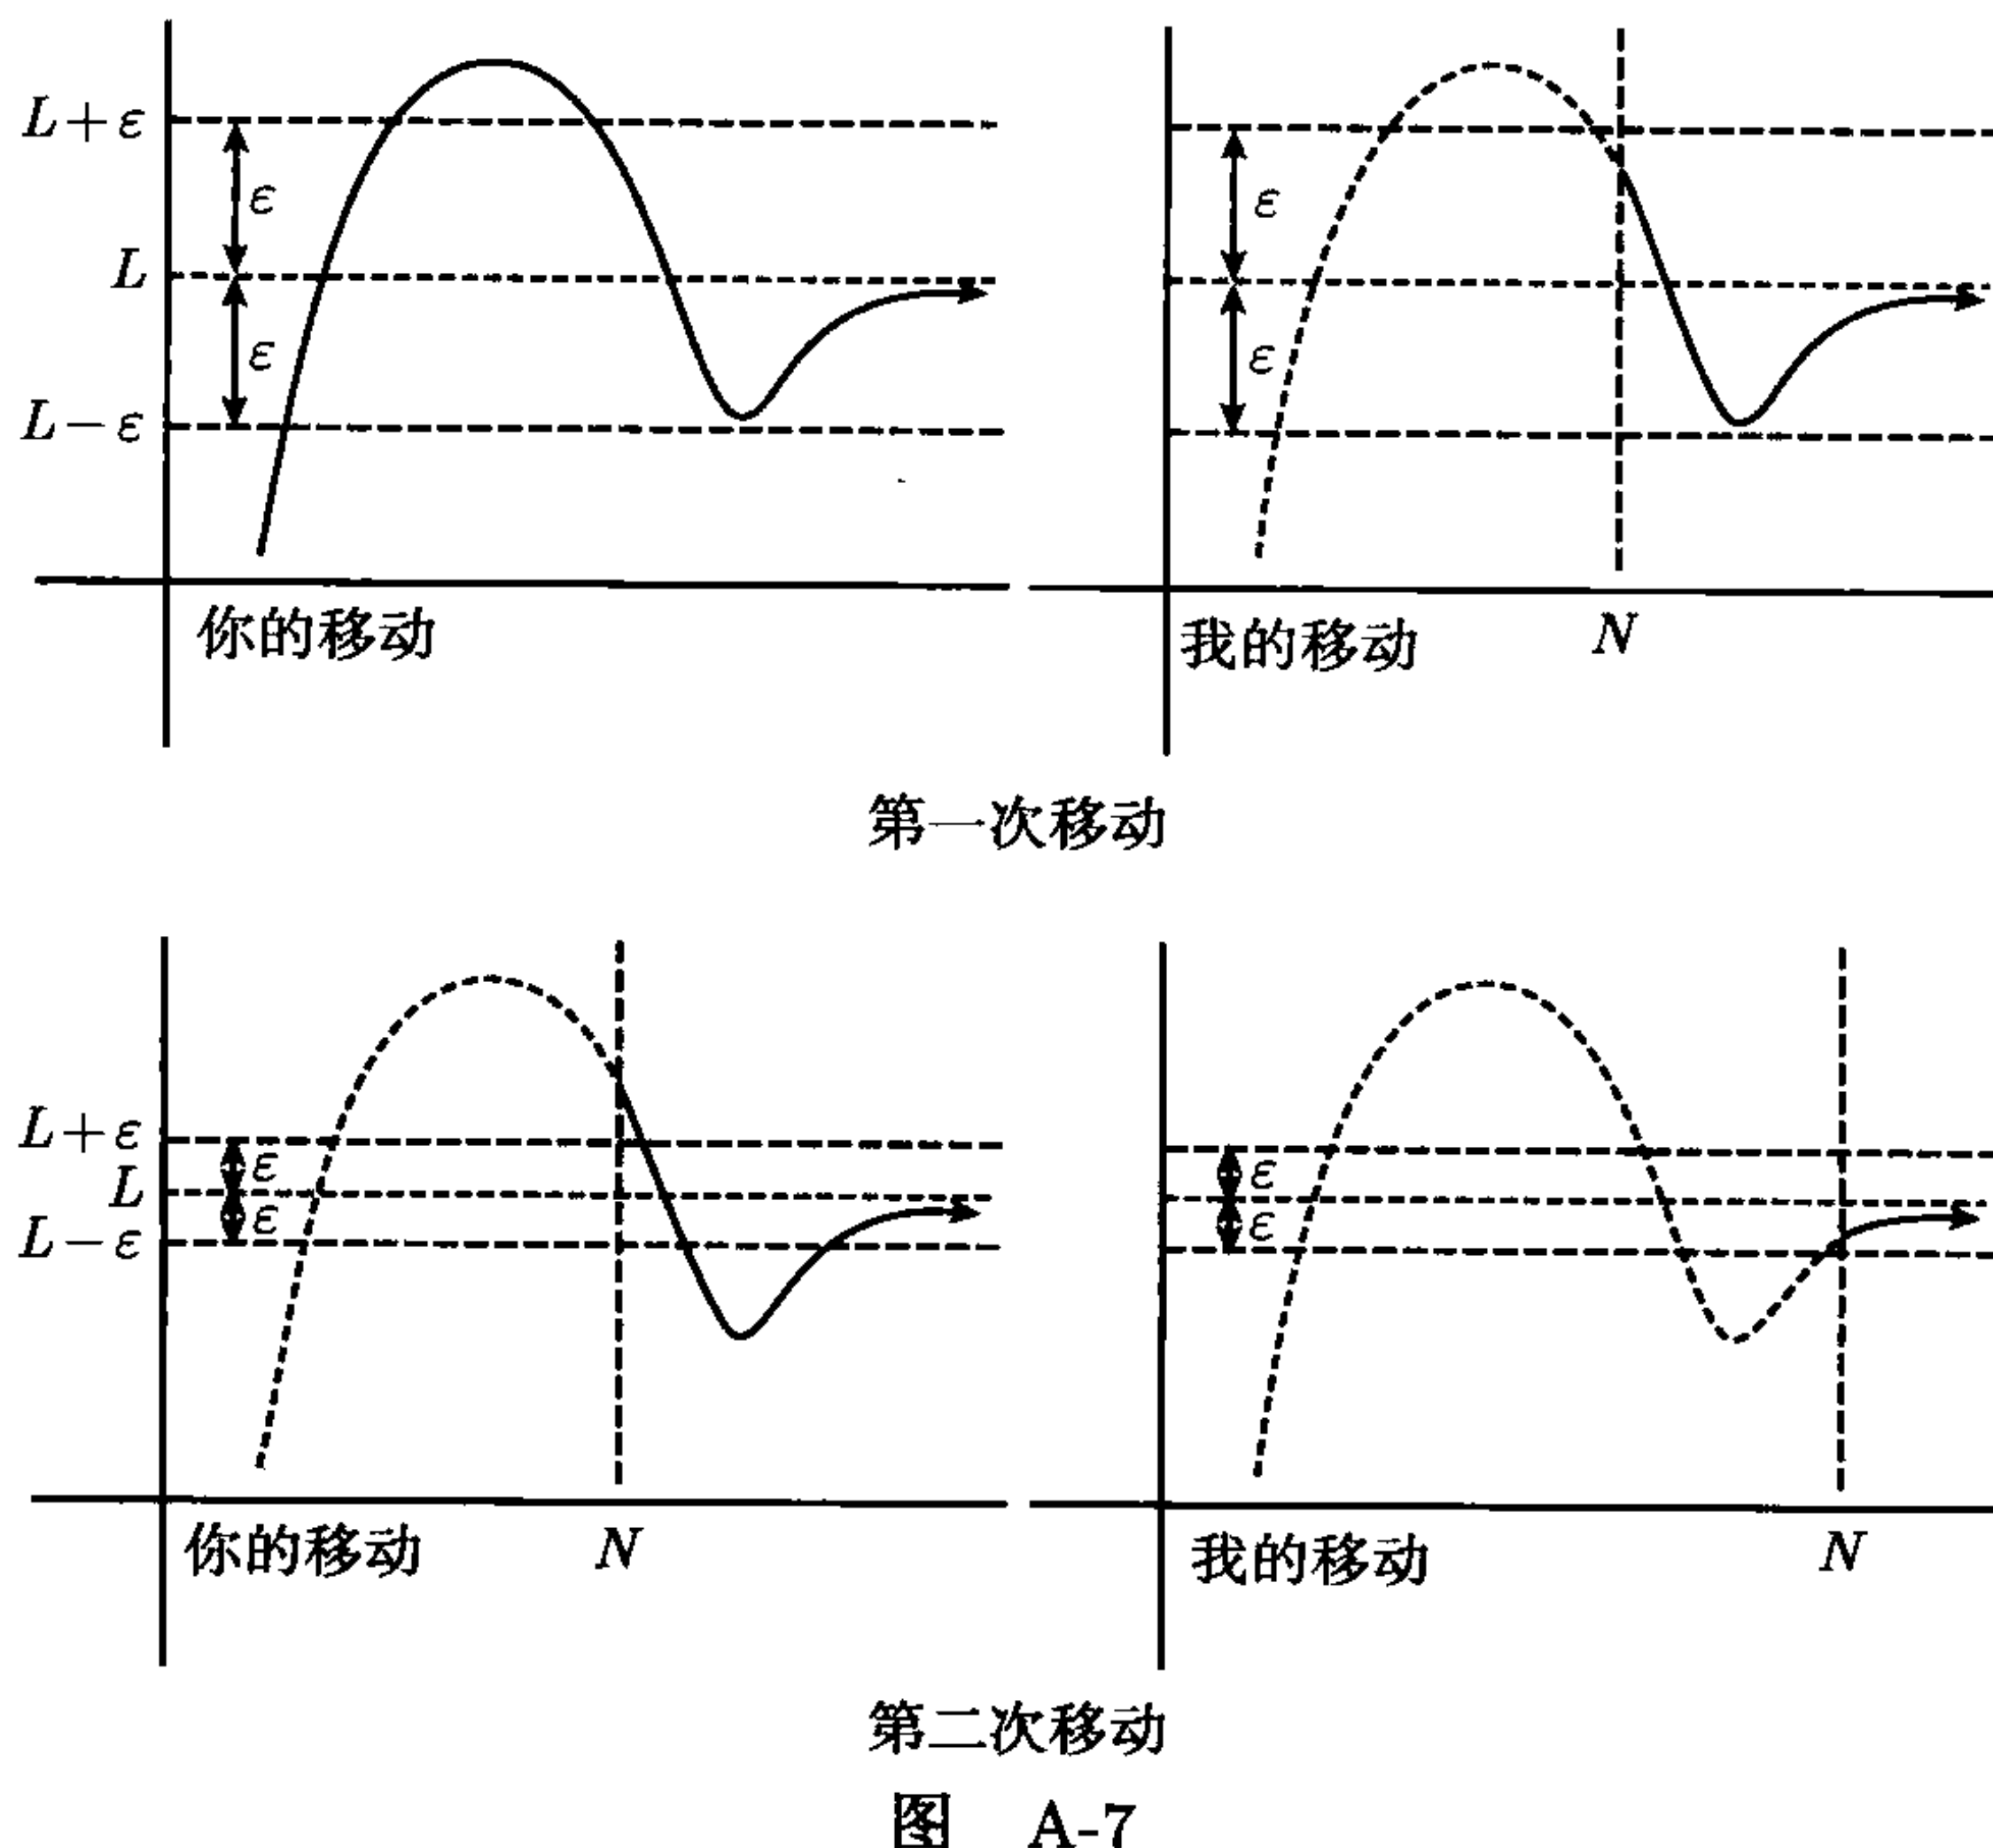 L+ε
ε
ε
L
ε
ε
L−ε
你的移动
我的移动 N
第一次移动
L+ε
ε
ε
L
ε
ε
L−ε
你的移动 N
我的移动 N
第二次移动
图 A-7